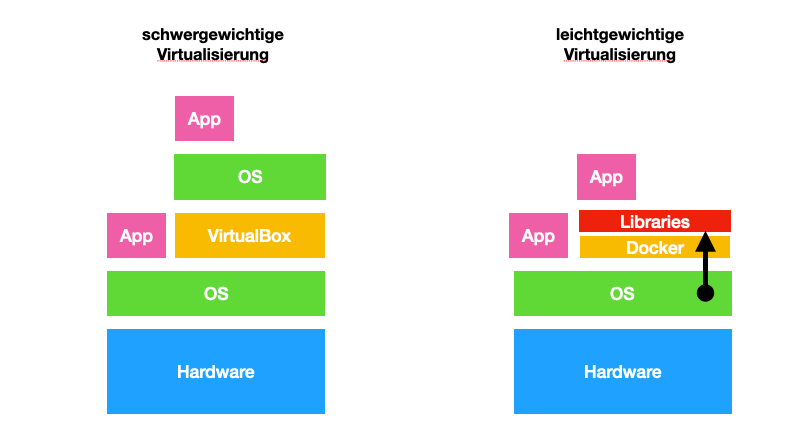 schwergewichtige
Virtualisierung
App
OS
App
VirtualBox
OS
Hardware
leichtgewichtige
Virtualisierung
App
Libraries
App
Docker
OS
Hardware